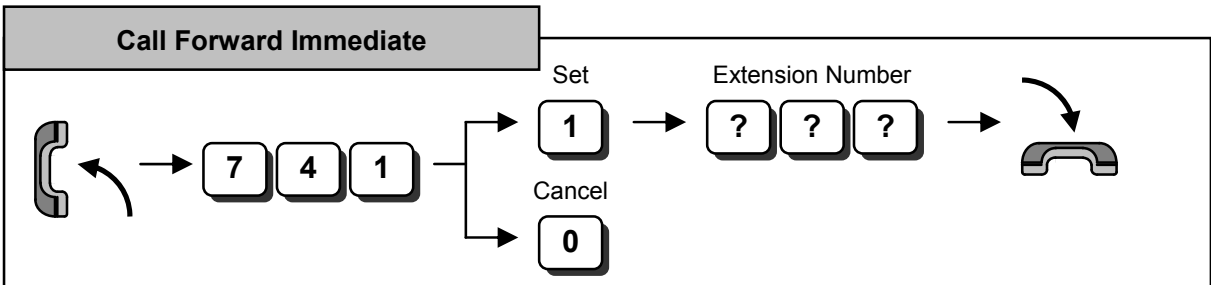 Call Forward Immediate
Set Extension Number
7 4 1 1 ? ? ?
Cancel
0